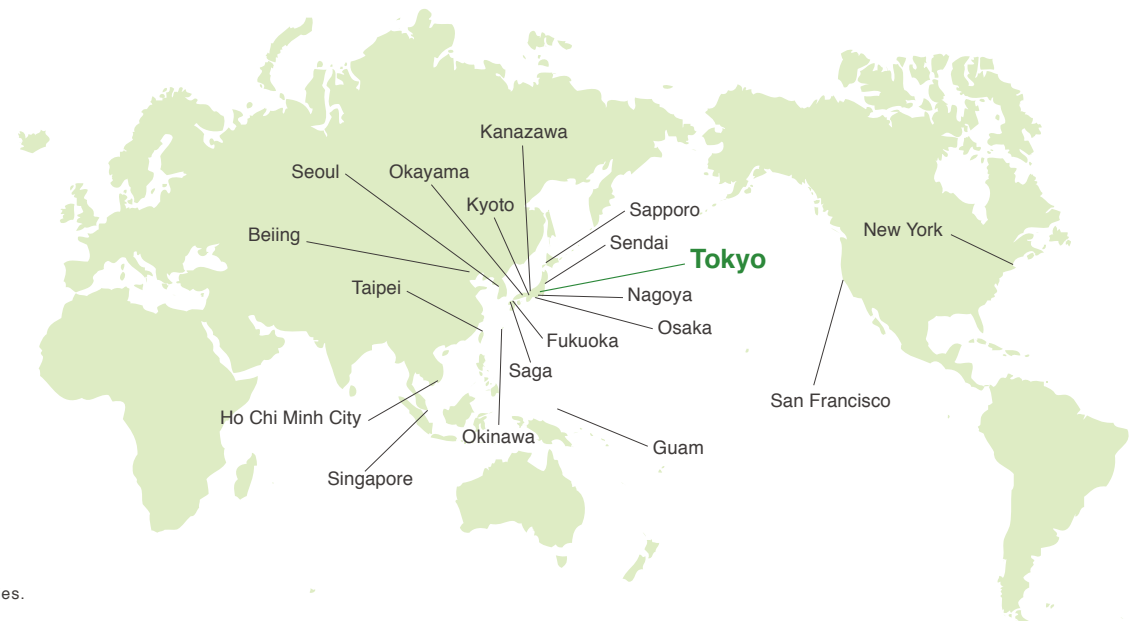 Kanazawa
Seoul
Okayama
Kyoto
Sapporo
Beiing
Sendai
New York
Tokyo
Taipei
Nagoya
Osaka
Fukuoka
Saga
San Francisco
Ho Chi Minh City
Okinawa
Guam
Singapore
es.